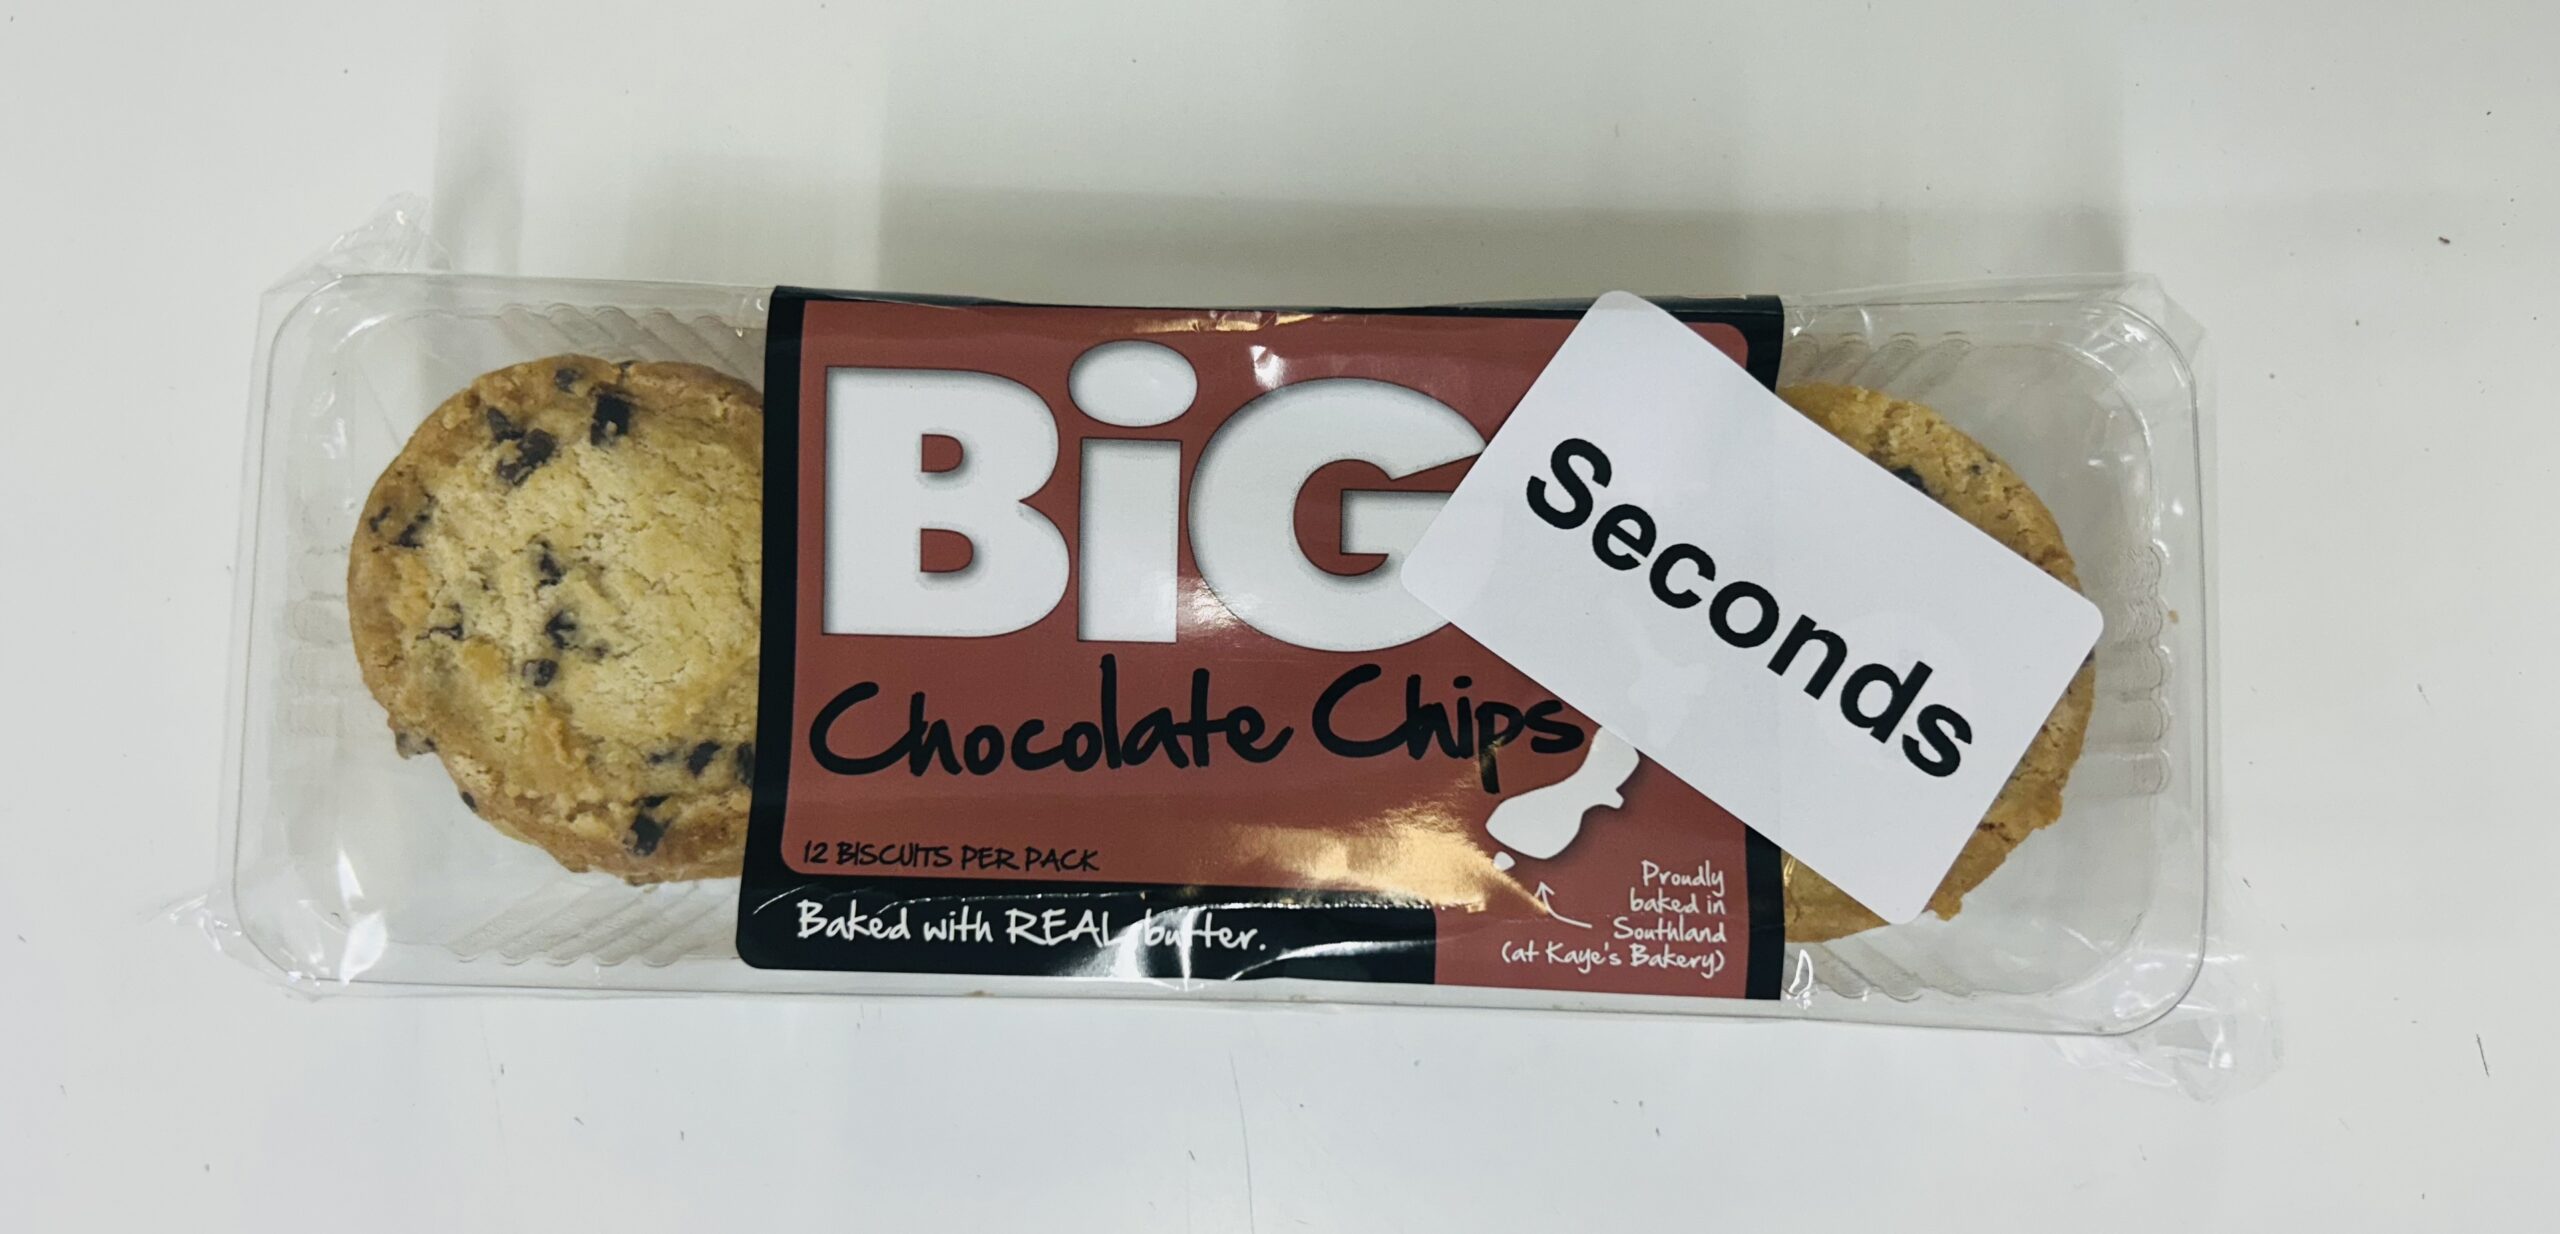 BiG
Seconds
Chocolate Chips
12 BISCUITS PER PACK
Baked with REAL butter.
Proudly
baked in
Southland
(at Kaye's Bakery)